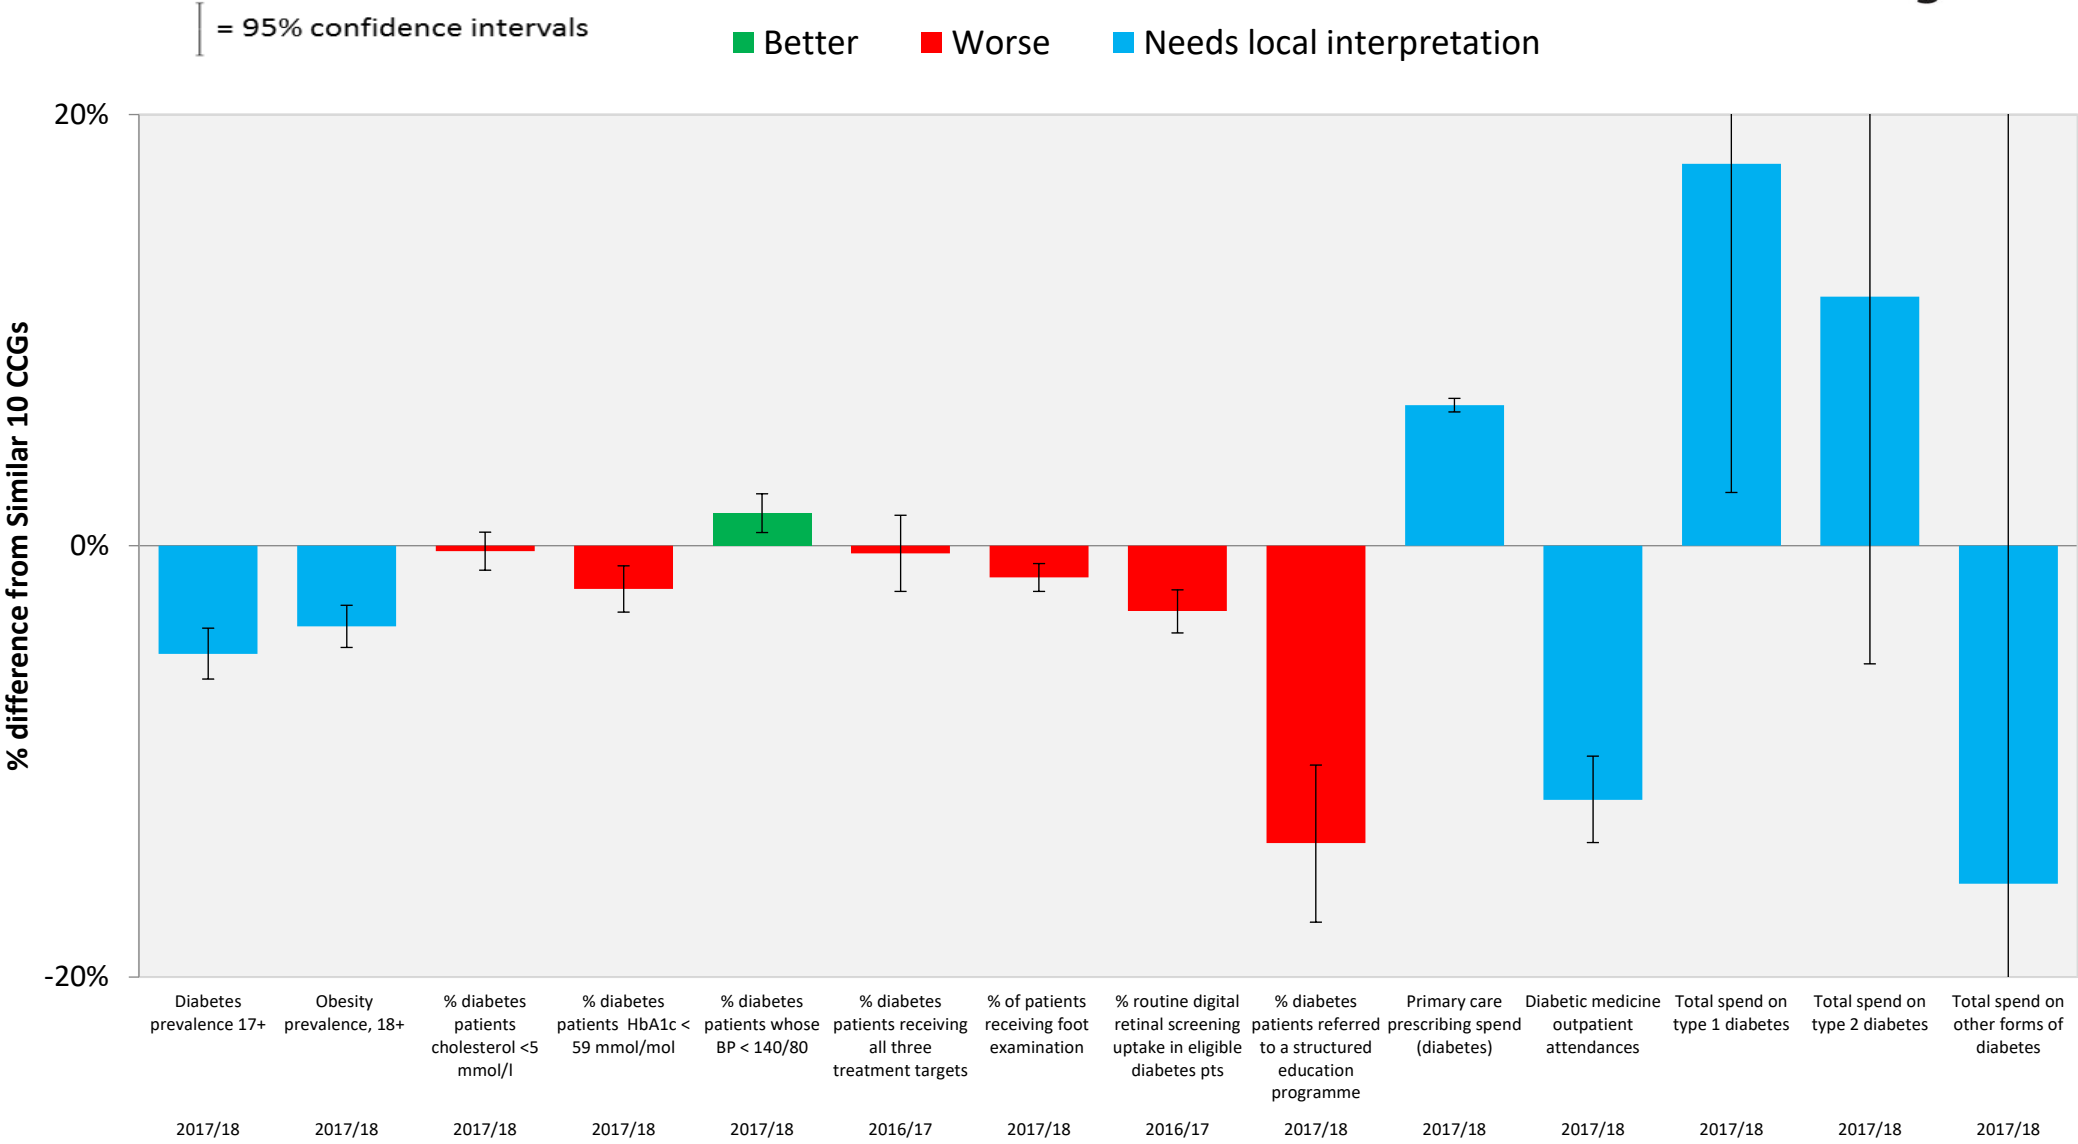 = 95% confidence intervals
Better Worse Needs local interpretation
20%
0%
-20%
% difference from Similar 10 CCGs
Diabetes
prevalence 17+
2017/18
Obesity
prevalence, 18+
2017/18
% diabetes
patients
cholesterol <5
mmol/l
2017/18
% diabetes
patients HbA1c <
59 mmol/mol
2017/18
% diabetes
patients whose
BP < 140/80
2017/18
% diabetes
patients receiving
all three
treatment targets
2016/17
% of patients
receiving foot
examination
2017/18
% routine digital
retinal screening
uptake in eligible
diabetes pts
2016/17
% diabetes
patients referred
to a structured
education
programme
2017/18
Primary care
prescribing spend
(diabetes)
2017/18
Diabetic medicine
outpatient
attendances
2017/18
Total spend on
type 1 diabetes
2017/18
Total spend on
type 2 diabetes
2017/18
Total spend on
other forms of
diabetes
2017/18